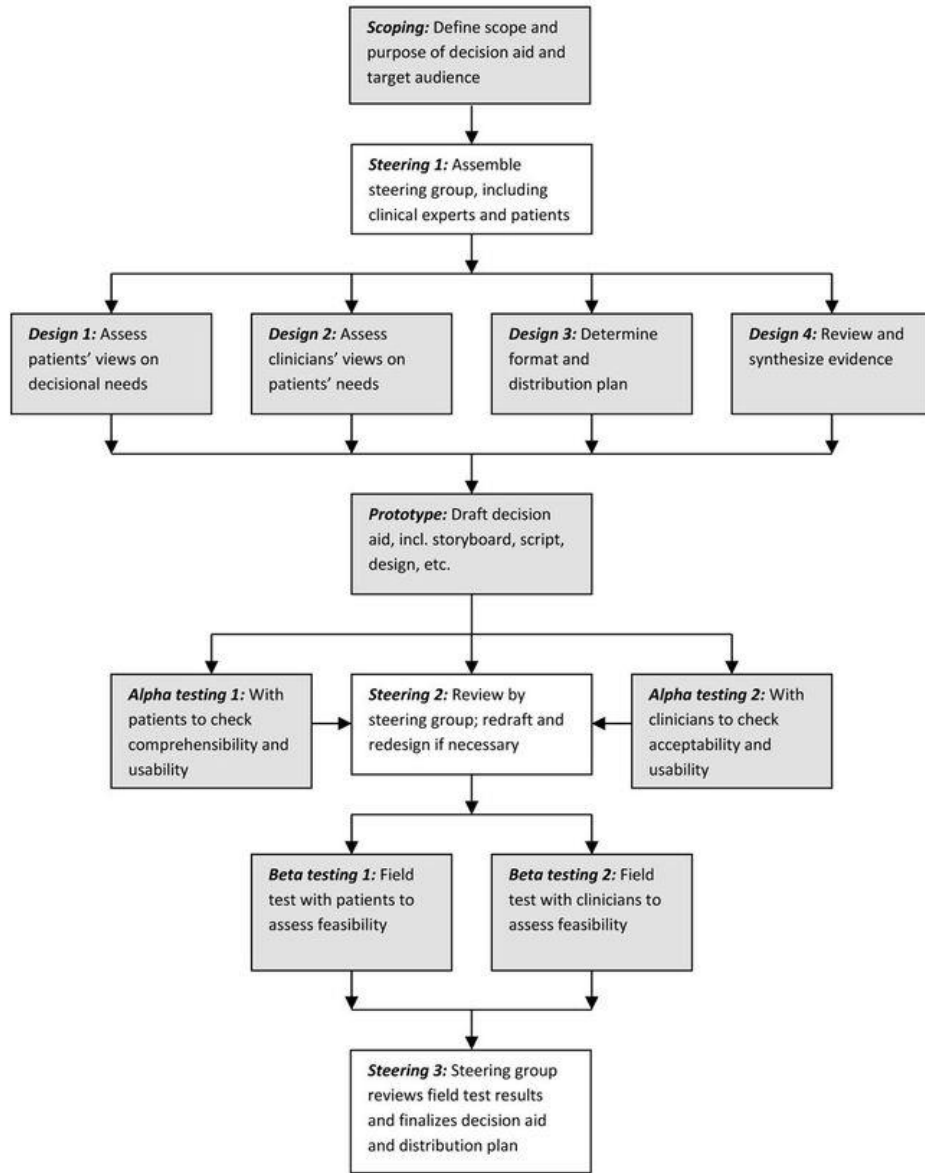 Scoping: Define scope and
purpose of decision aid and
target audience
Steering 1: Assemble
steering group, including
clinical experts and patients
Design 1: Assess
patients’ views on
decisional needs
Design 2: Assess
clinicians’ views on
patients’ needs
Design 3: Determine
format and
distribution plan
Design 4: Review and
synthesize evidence
Prototype: Draft decision
aid, incl. storyboard, script,
design, etc.
Alpha testing 1: With
patients to check
comprehensibility and
usability
Steering 2: Review by
steering group; redraft and
redesign if necessary
Alpha testing 2: With
clinicians to check
acceptability and
usability
Beta testing 1: Field
test with patients to
assess feasibility
Beta testing 2: Field
test with clinicians to
assess feasibility
Steering 3: Steering group
reviews field test results
and finalizes decision aid
and distribution plan